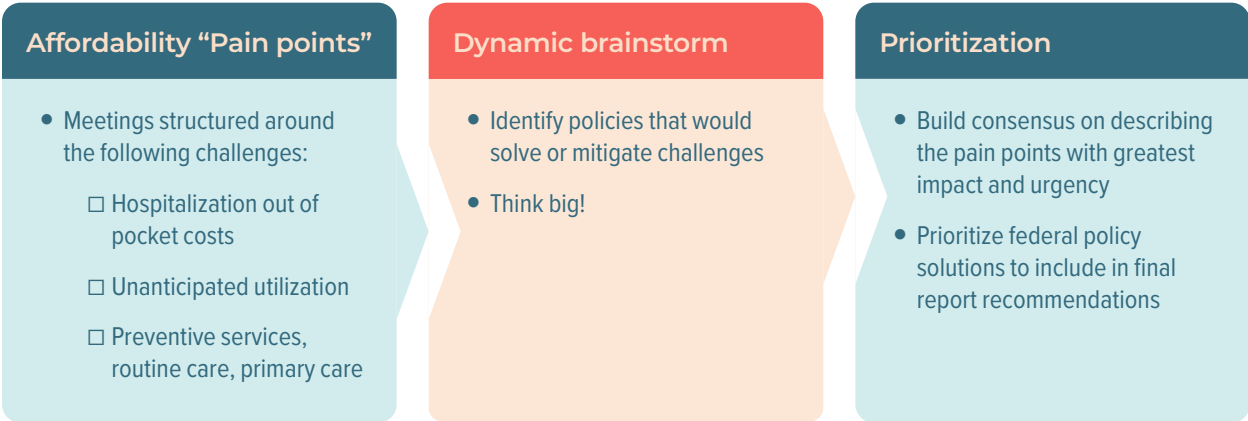 Affordability “Pain points”
• Meetings structured around
the following challenges:
☐ Hospitalization out of
pocket costs
☐ Unanticipated utilization
☐ Preventive services,
routine care, primary care
Dynamic brainstorm
• Identify policies that would
solve or mitigate challenges
• Think big!
Prioritization
• Build consensus on describing
the pain points with greatest
impact and urgency
• Prioritize federal policy
solutions to include in final
report recommendations